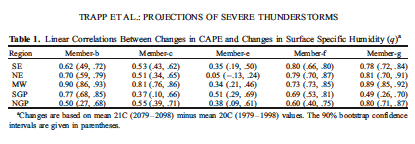 TRAPP ET AL.: PROJECTIONS OF SEVERE THUNDERSTORMS
Table 1. Linear Correlations Between Changes in CAPE and Changes in Surface Specific Humidity (q)ᵃ
Region Member-b Member-c Member-e Member-f Member-g
SE 0.62 (.49, .72) 0.53 (.43, .62) 0.35 (.19, .50) 0.80 (.66, .80) 0.78 (.72, .84)
NE 0.70 (.59, .79) 0.51 (.34, .65) 0.05 (−.13, .24) 0.79 (.70, .87) 0.81 (.70, .91)
MW 0.90 (.86, .93) 0.81 (.76, .86) 0.34 (.21, .46) 0.73 (.73, .85) 0.89 (.85, .92)
SGP 0.77 (.68, .85) 0.37 (.10, .66) 0.51 (.29, .69) 0.69 (.53, .81) 0.49 (.26, .70)
NGP 0.50 (.27, .68) 0.55 (.39, .71) 0.38 (.09, .61) 0.60 (.40, .75) 0.80 (.71, .87)
ᵃChanges are based on mean 21C (2079–2098) minus mean 20C (1979–1998) values. The 90% bootstrap confidence
intervals are given in parentheses.